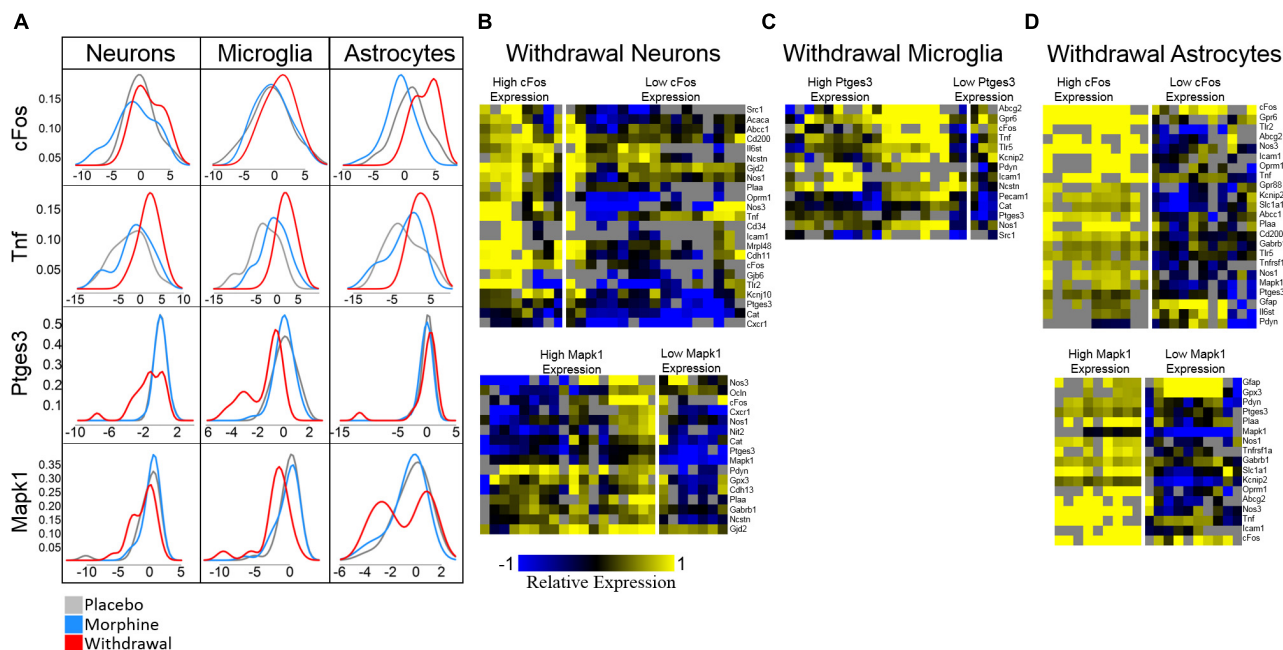 A
Neurons
Microglia
Astrocytes
cFos
0.15
0.10
0.05
-10
-5
0
5
-10
-5
0
5
-10
-5
0
5
Tnf
0.15
0.10
0.05
-15
-5
0
10
-15
-5
0
5
-15
-5
0
5
Ptges3
0.5
0.4
0.3
0.2
0.1
-10
-6
-2
2
6
-4
-2
0
2
-15
-5
0
5
Mapk1
0.35
0.30
0.25
0.20
0.15
0.10
0.05
-10
-5
0
5
-10
-5
0
-6
-4
-2
0
2
Placebo
Morphine
Withdrawal
B
Withdrawal Neurons
High cFos
Expression
Low cFos
Expression
Src1
Acaca
Abcc1
Cd200
Il6st
Ncstn
Gjd2
Nos1
Plaa
Oprm1
Nos3
Tnf
Cd34
Icam1
Mrpl48
Cdh11
cFos
Gjb6
Tlr2
Kcnj10
Ptges3
Cat
Cxcr1
High Mapk1
Expression
Low Mapk1
Expression
Nos3
Ocln
cFos
Cxcr1
Nos1
Nit2
Cat
Ptges3
Mapk1
Pdyn
Gpx3
Cdh13
Plaa
Gabrb1
Ncstn
Gjd2
-1
1
Relative Expression
C
Withdrawal Microglia
High Ptges3
Expression
Low Ptges3
Expression
Abcg2
Gpr6
cFos
Tnf
Tlr5
Kcnip2
Pdyn
Icam1
Ncstn
Pecam1
Cat
Ptges3
Nos1
Src1
D
Withdrawal Astrocytes
High cFos
Expression
Low cFos
Expression
cFos
Gpr6
Tlr2
Abcg2
Nos3
Icam1
Oprm1
Tnf
Gpr88
Kcnip2
Slc1a1
Abcc1
Plaa
Cd200
Gabrb1
Tlr5
Tnfrsf1
Nos1
Mapk1
Ptges3
Gfap
Il6st
Pdyn
High Mapk1
Expression
Low Mapk1
Expression
Gfap
Gpx3
Pdyn
Ptges3
Plaa
Mapk1
Nos1
Tnfrsf1a
Gabrb1
Slc1a1
Kcnip2
Oprm1
Abcg2
Nos3
Tnf
Icam1
cFos